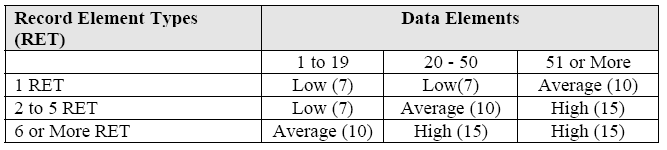 Record Element Types (RET) Data Elements
1 to 19 20 - 50 51 or More
1 RET Low (7) Low(7) Average (10)
2 to 5 RET Low (7) Average (10) High (15)
6 or More RET Average (10) High (15) High (15)